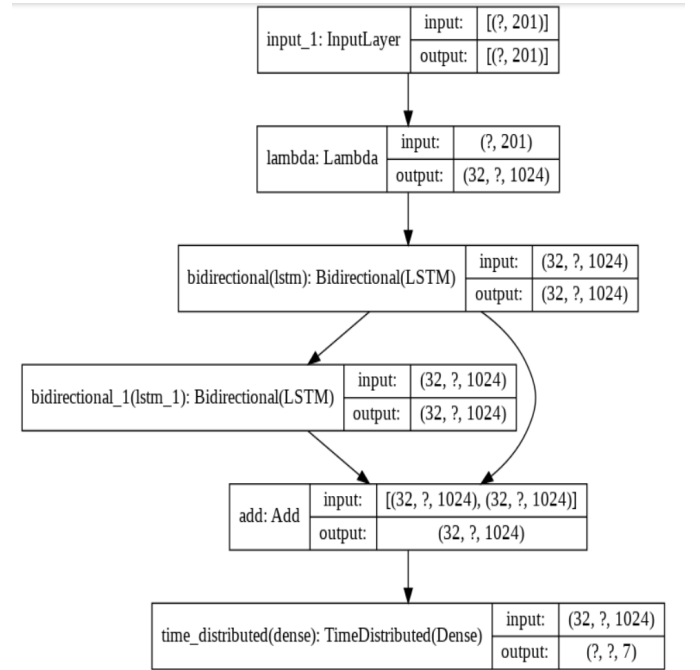 input_1: InputLayer
input: [(?, 201)]
output: [(?, 201)]
lambda: Lambda
input: (?, 201)
output: (32, ?, 1024)
bidirectional(lstm): Bidirectional(LSTM)
input: (32, ?, 1024)
output: (32, ?, 1024)
bidirectional_1(lstm_1): Bidirectional(LSTM)
input: (32, ?, 1024)
output: (32, ?, 1024)
add: Add
input: [(32, ?, 1024), (32, ?, 1024)]
output: (32, ?, 1024)
time_distributed(dense): TimeDistributed(Dense)
input: (32, ?, 1024)
output: (?, ?, 7)